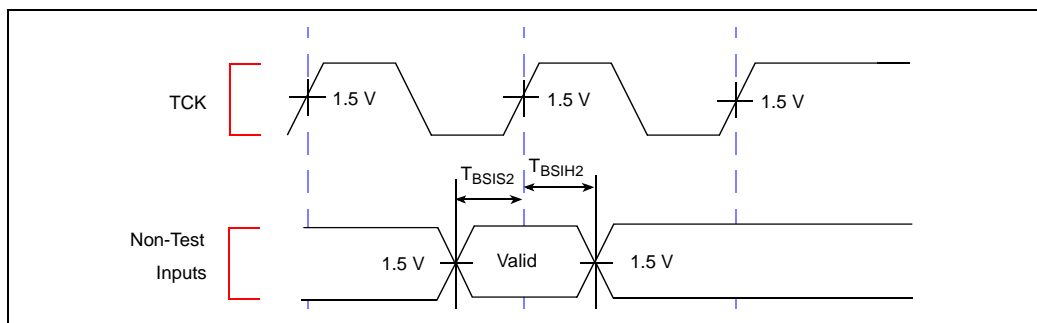 TCK
1.5 V 1.5 V 1.5 V
TBSIS2 TBSIH2
Non-Test
Inputs
1.5 V Valid 1.5 V